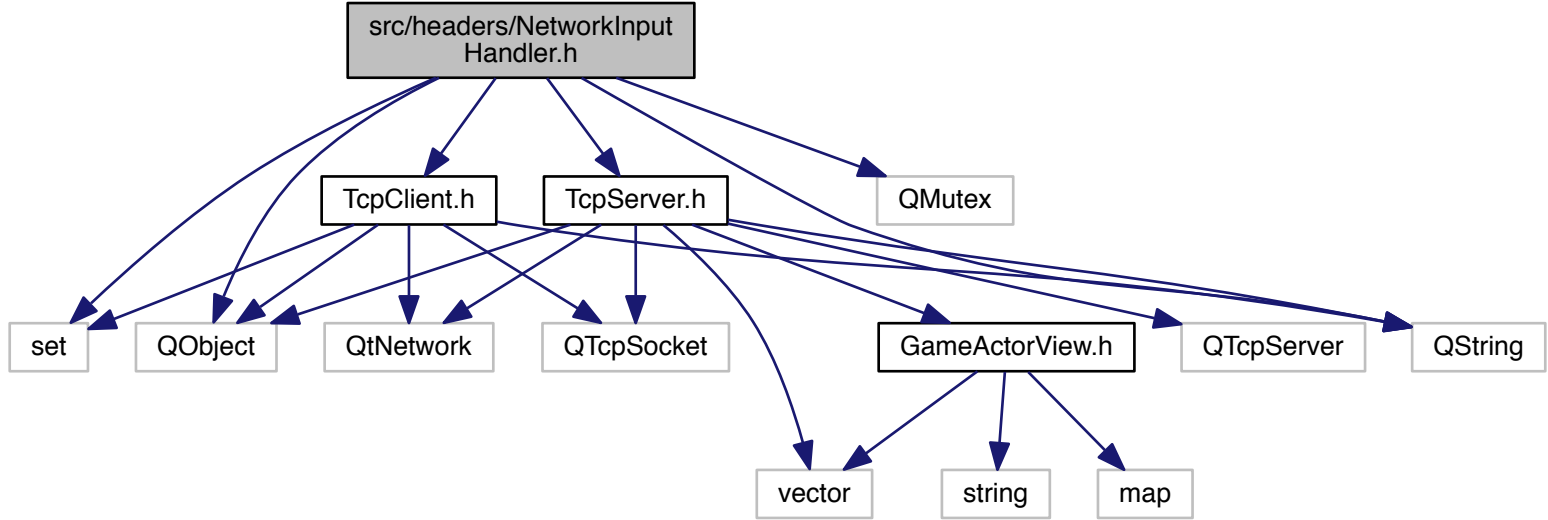 src/headers/NetworkInput
Handler.h
TcpClient.h
TcpServer.h
QMutex
set
QObject
QtNetwork
QTcpSocket
GameActorView.h
QTcpServer
QString
vector
string
map